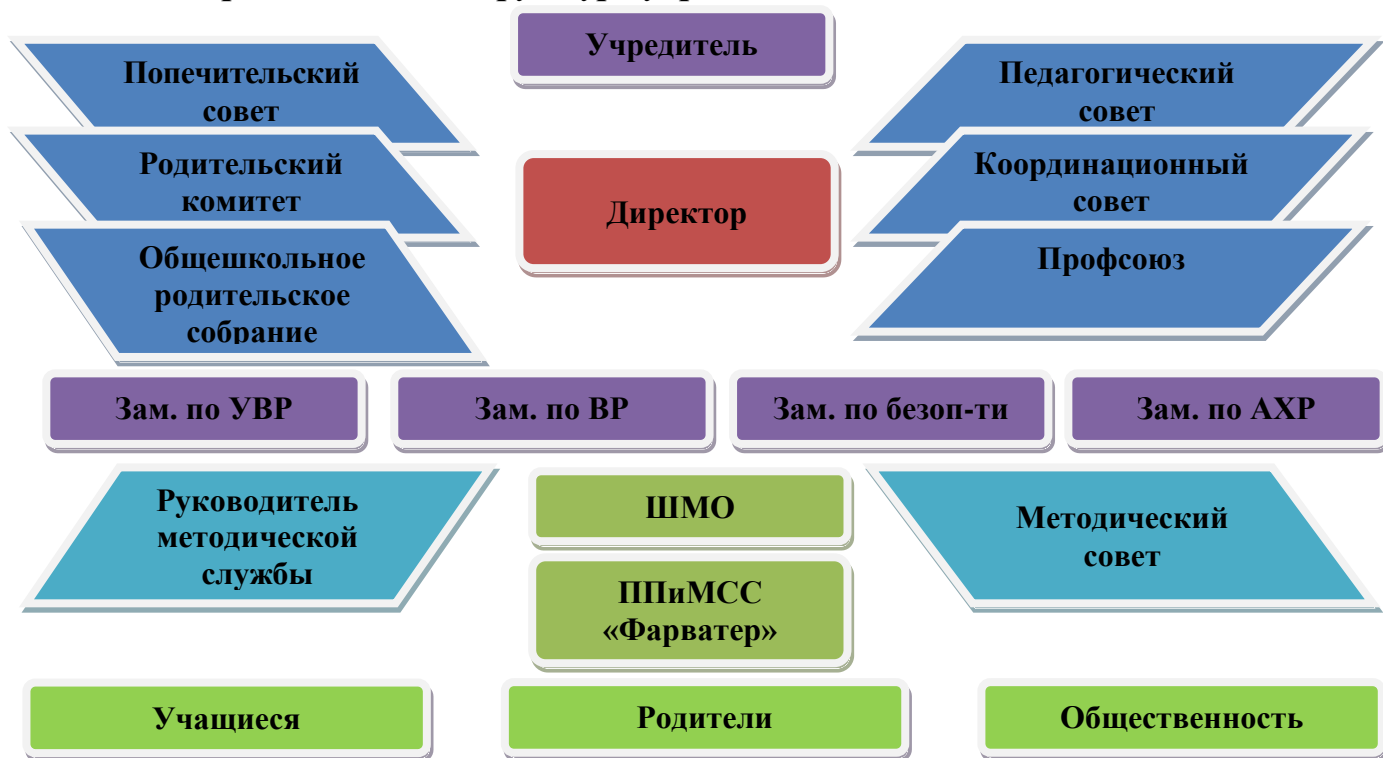 Учредитель
Попечительский
совет
Педагогический
совет
Родительский
комитет
Директор
Координационный
совет
Общешкольное
родительское
собрание
Профсоюз
Зам. по УВР
Зам. по ВР
Зам. по безоп-ти
Зам. по АХР
Руководитель
методической
службы
ШМО
Методический
совет
ППиМСС
«Фарватер»
Учащиеся
Родители
Общественность